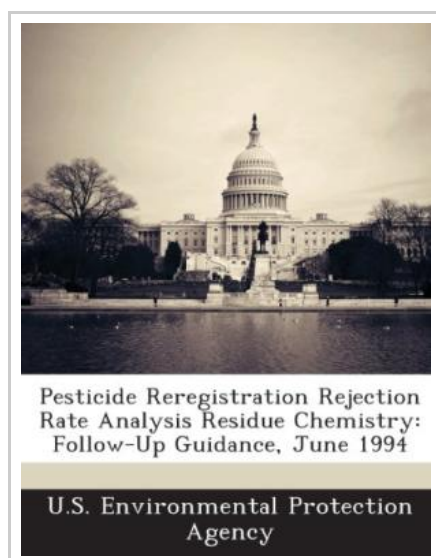 Pesticide Reregistration Rejection
Rate Analysis Residue Chemistry:
Follow-Up Guidance, June 1994
U.S. Environmental Protection
Agency